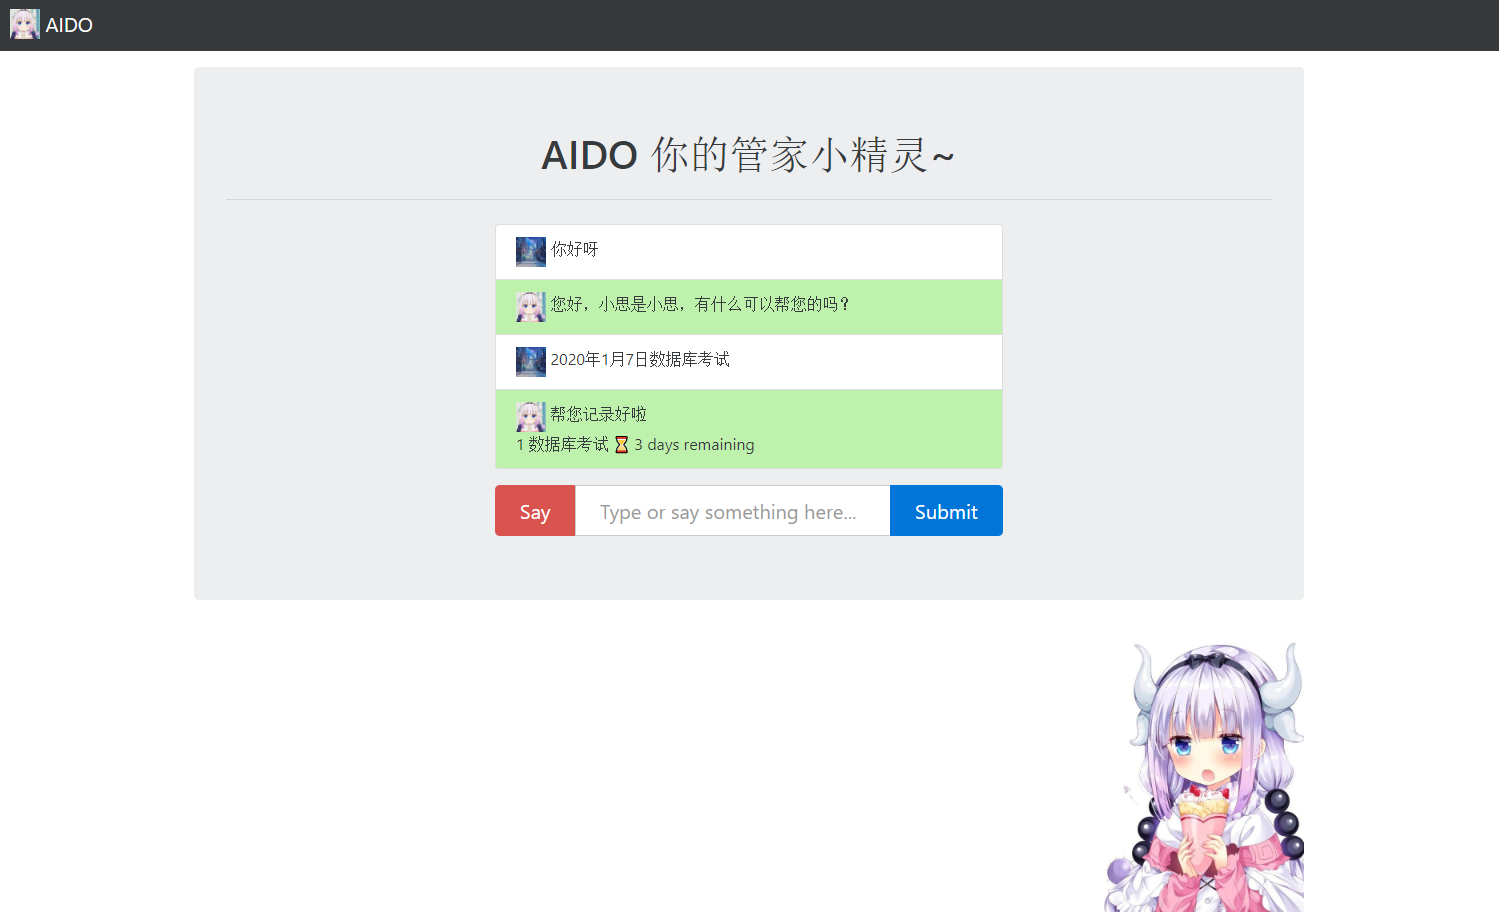 AIDO
AIDO 你的管家小精灵~
你好呀
您好，小思是小思，有什么可以帮您的吗？
2020年1月7日数据库考试
帮您记录好啦
1 数据库考试 ⏳ 3 days remaining
Say
Type or say something here...
Submit